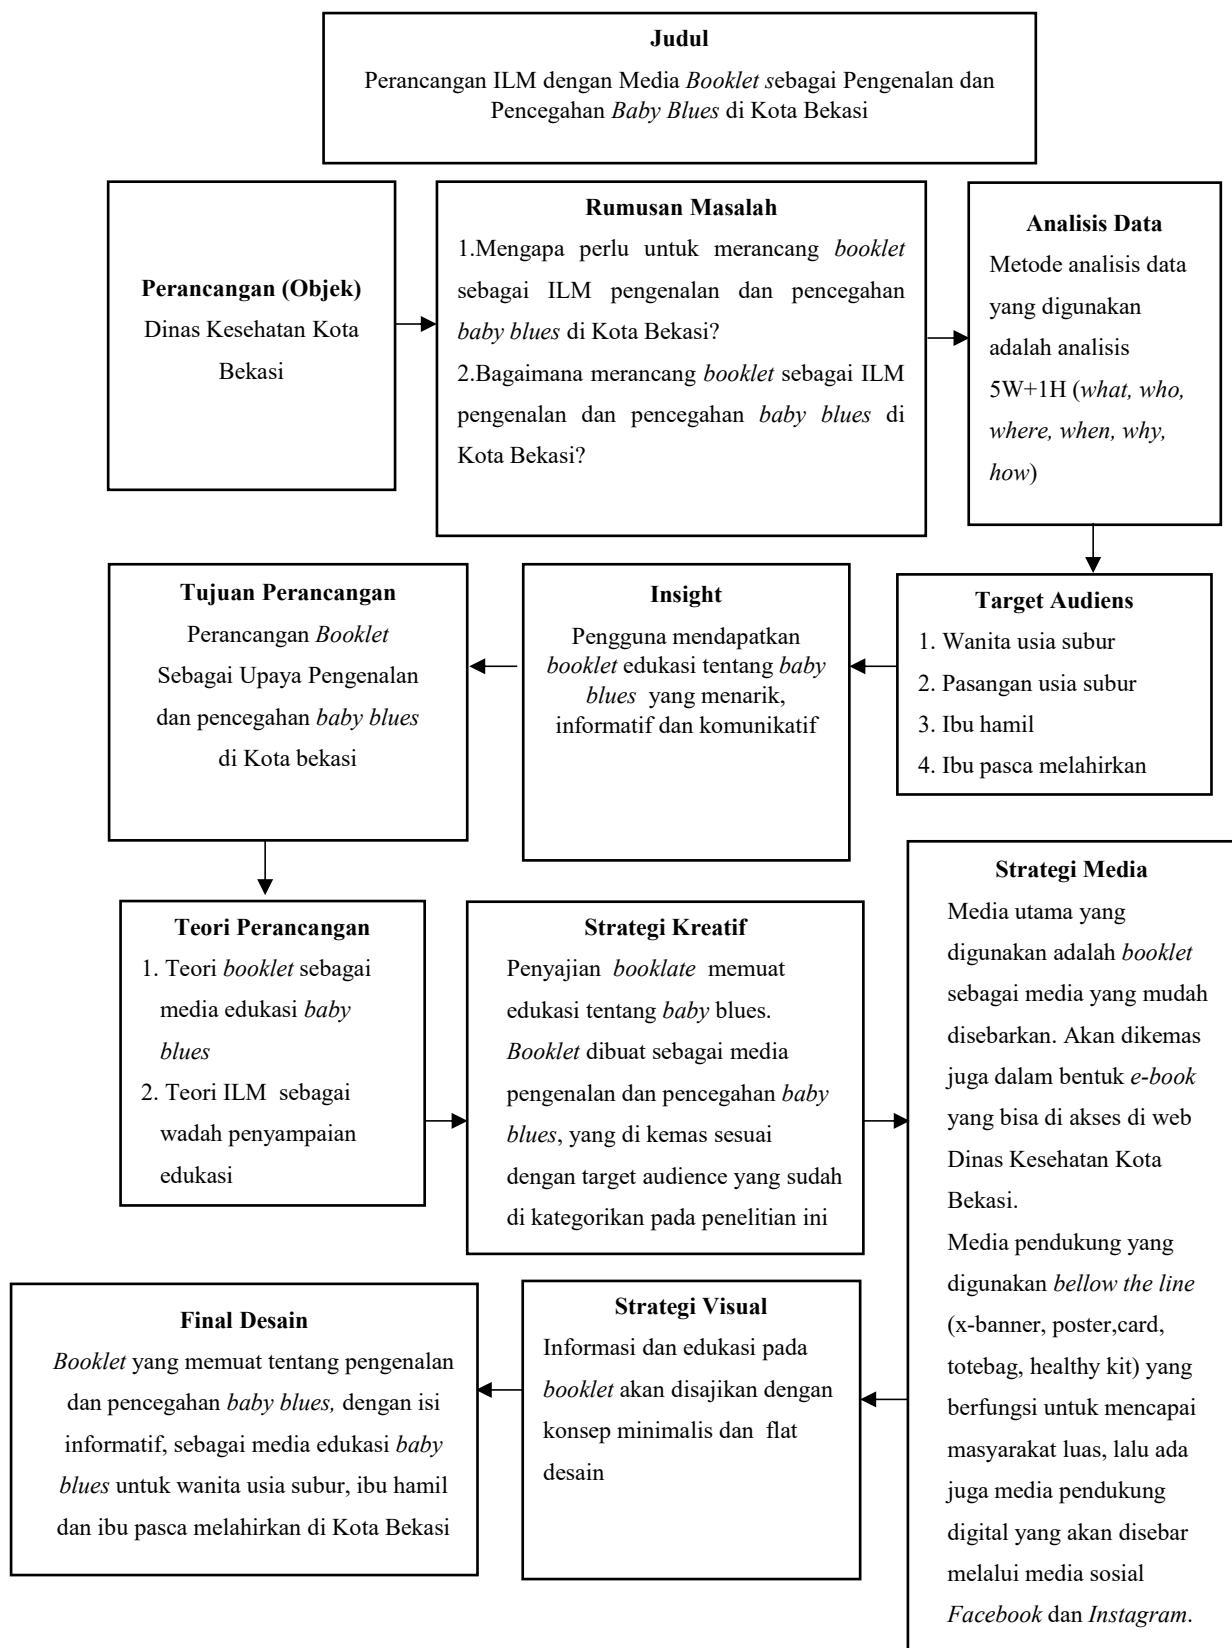 Judul
Perancangan ILM dengan Media Booklet sebagai Pengenalan dan
Pencegahan Baby Blues di Kota Bekasi
Perancangan (Objek)
Dinas Kesehatan Kota
Bekasi
Rumusan Masalah
1.Mengapa perlu untuk merancang booklet
sebagai ILM pengenalan dan pencegahan
baby blues di Kota Bekasi?
2.Bagaimana merancang booklet sebagai ILM
pengenalan dan pencegahan baby blues di
Kota Bekasi?
Analisis Data
Metode analisis data
yang digunakan
adalah analisis
5W+1H (what, who,
where, when, why,
how)
Target Audiens
1. Wanita usia subur
2. Pasangan usia subur
3. Ibu hamil
4. Ibu pasca melahirkan
Insight
Pengguna mendapatkan
booklet edukasi tentang baby
blues yang menarik,
informatif dan komunikatif
Tujuan Perancangan
Perancangan Booklet
Sebagai Upaya Pengenalan
dan pencegahan baby blues
di Kota bekasi
Teori Perancangan
1. Teori booklet sebagai
media edukasi baby
blues
2. Teori ILM sebagai
wadah penyampaian
edukasi
Strategi Kreatif
Penyajian booklate memuat
edukasi tentang baby blues.
Booklet dibuat sebagai media
pengenalan dan pencegahan baby
blues, yang di kemas sesuai
dengan target audience yang sudah
di kategorikan pada penelitian ini
Strategi Media
Media utama yang
digunakan adalah booklet
sebagai media yang mudah
disebarkan. Akan dikemas
juga dalam bentuk e-book
yang bisa di akses di web
Dinas Kesehatan Kota
Bekasi.
Media pendukung yang
digunakan bellow the line
(x-banner, poster,card,
totebag, healthy kit) yang
berfungsi untuk mencapai
masyarakat luas, lalu ada
juga media pendukung
digital yang akan disebar
melalui media sosial
Facebook dan Instagram.
Strategi Visual
Informasi dan edukasi pada
booklet akan disajikan dengan
konsep minimalis dan flat
desain
Final Desain
Booklet yang memuat tentang pengenalan
dan pencegahan baby blues, dengan isi
informatif, sebagai media edukasi baby
blues untuk wanita usia subur, ibu hamil
dan ibu pasca melahirkan di Kota Bekasi